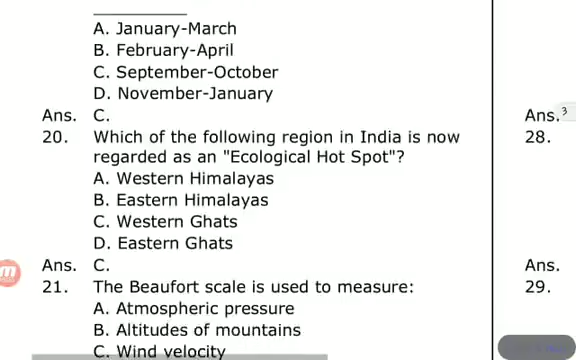 A. January-March
B. February-April
C. September-October
D. November-January
Ans. C.
20. Which of the following region in India is now
regarded as an "Ecological Hot Spot"?
A. Western Himalayas
B. Eastern Himalayas
C. Western Ghats
D. Eastern Ghats
Ans. C.
21. The Beaufort scale is used to measure:
A. Atmospheric pressure
B. Altitudes of mountains
C. Wind velocity
Ans.
3
28.
Ans.
29.